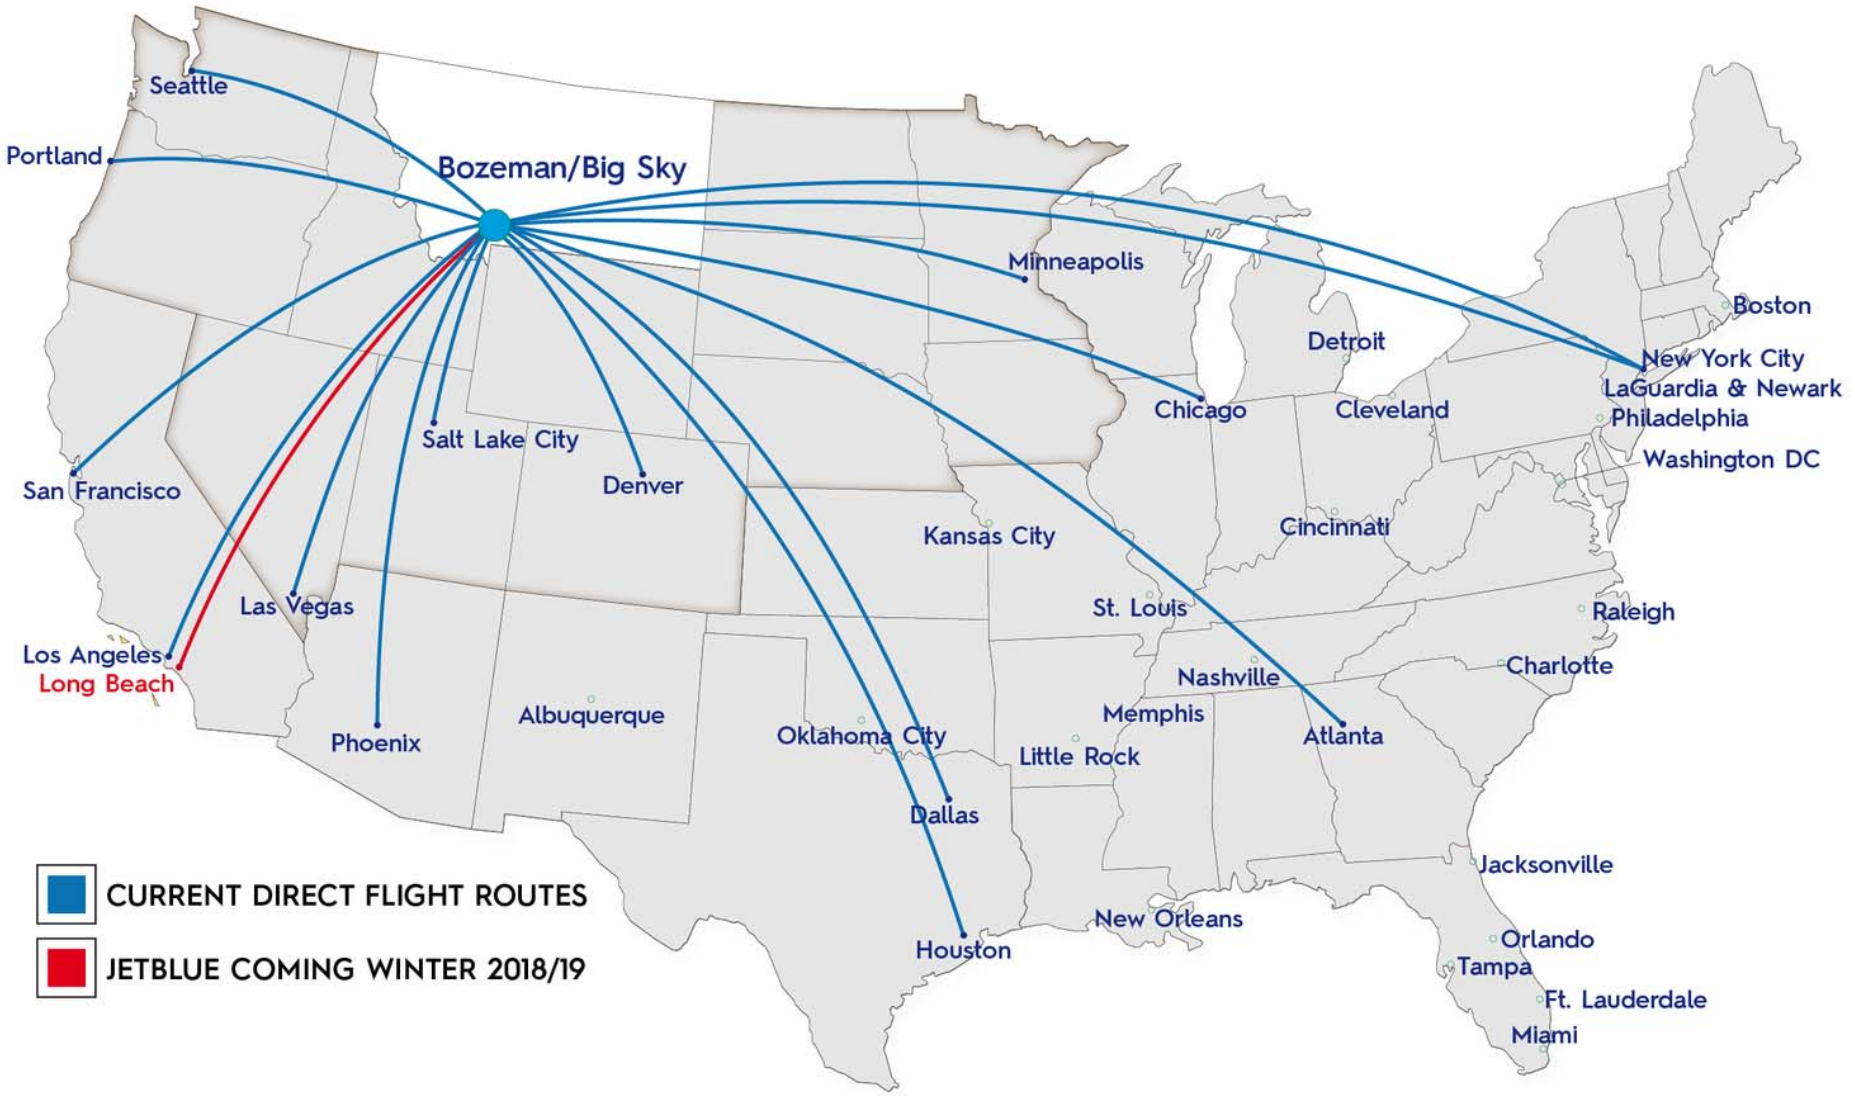 Seattle
Portland
Bozeman/Big Sky
Minneapolis
Boston
Detroit
New York City
LaGuardia & Newark
Chicago
Cleveland
Philadelphia
Salt Lake City
Washington DC
Denver
San Francisco
Cincinnati
Kansas City
Las Vegas
St. Louis
Raleigh
Los Angeles
Long Beach
Charlotte
Nashville
Albuquerque
Memphis
Phoenix
Oklahoma City
Atlanta
Little Rock
Dallas
Jacksonville
CURRENT DIRECT FLIGHT ROUTES
New Orleans
Orlando
Houston
Tampa
JETBLUE COMING WINTER 2018/19
Ft. Lauderdale
Miami